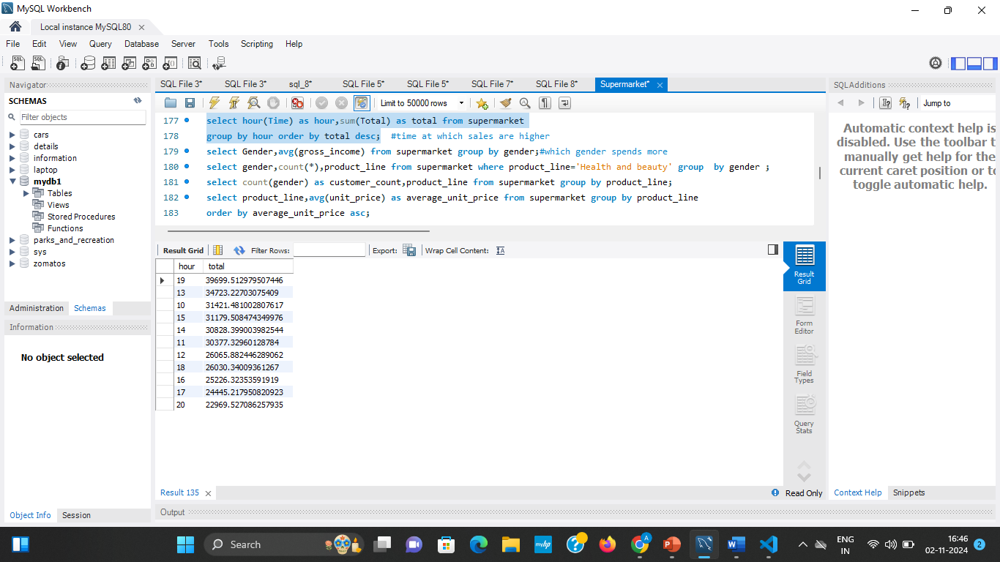 MySQL Workbench
Local instance MySQL80
File Edit View Query Database Server Tools Scripting Help
Navigator
SCHEMAS
Filter objects
cars
details
information
laptop
mydb1
Tables
Views
Stored Procedures
Functions
parks_and_recreation
sys
zomatos
Administration Schemas
Information
No object selected
Object Info Session
SQL File 3* SQL File 3* sql_8* SQL File 5* SQL File 5* SQL File 7* SQL File 8* Supermarket*
Limit to 50000 rows
177 select hour(Time) as hour,sum(Total) as total from supermarket
178 group by hour order by total desc; #time at which sales are higher
179 select Gender,avg(gross_income) from supermarket group by gender;#which gender spends more
180 select gender,count(*),product_line from supermarket where product_line='Health and beauty' group by gender ;
181 select count(gender) as customer_count,product_line from supermarket group by product_line;
182 select product_line,avg(unit_price) as average_unit_price from supermarket group by product_line
183 order by average_unit_price asc;
Result Grid Filter Rows: Export: Wrap Cell Content:
hour total
19 39699.512979507446
13 34723.22703075409
10 31421.481002807617
15 31179.508474349976
14 30828.399003982544
11 30377.32960128784
12 26065.882446289062
18 26030.34009361267
16 25226.32353591919
17 24445.217950820923
20 22969.527086257935
Result
Grid
Form
Editor
Field
Types
Query
Stats
Result 135
Read Only
Output
SQLAdditions
Jump to
Automatic context help is
disabled. Use the toolbar t
manually get help for the
current caret position or to
toggle automatic help.
Context Help Snippets
Search
myhp
A
ENG
IN
16:46
02-11-2024
2